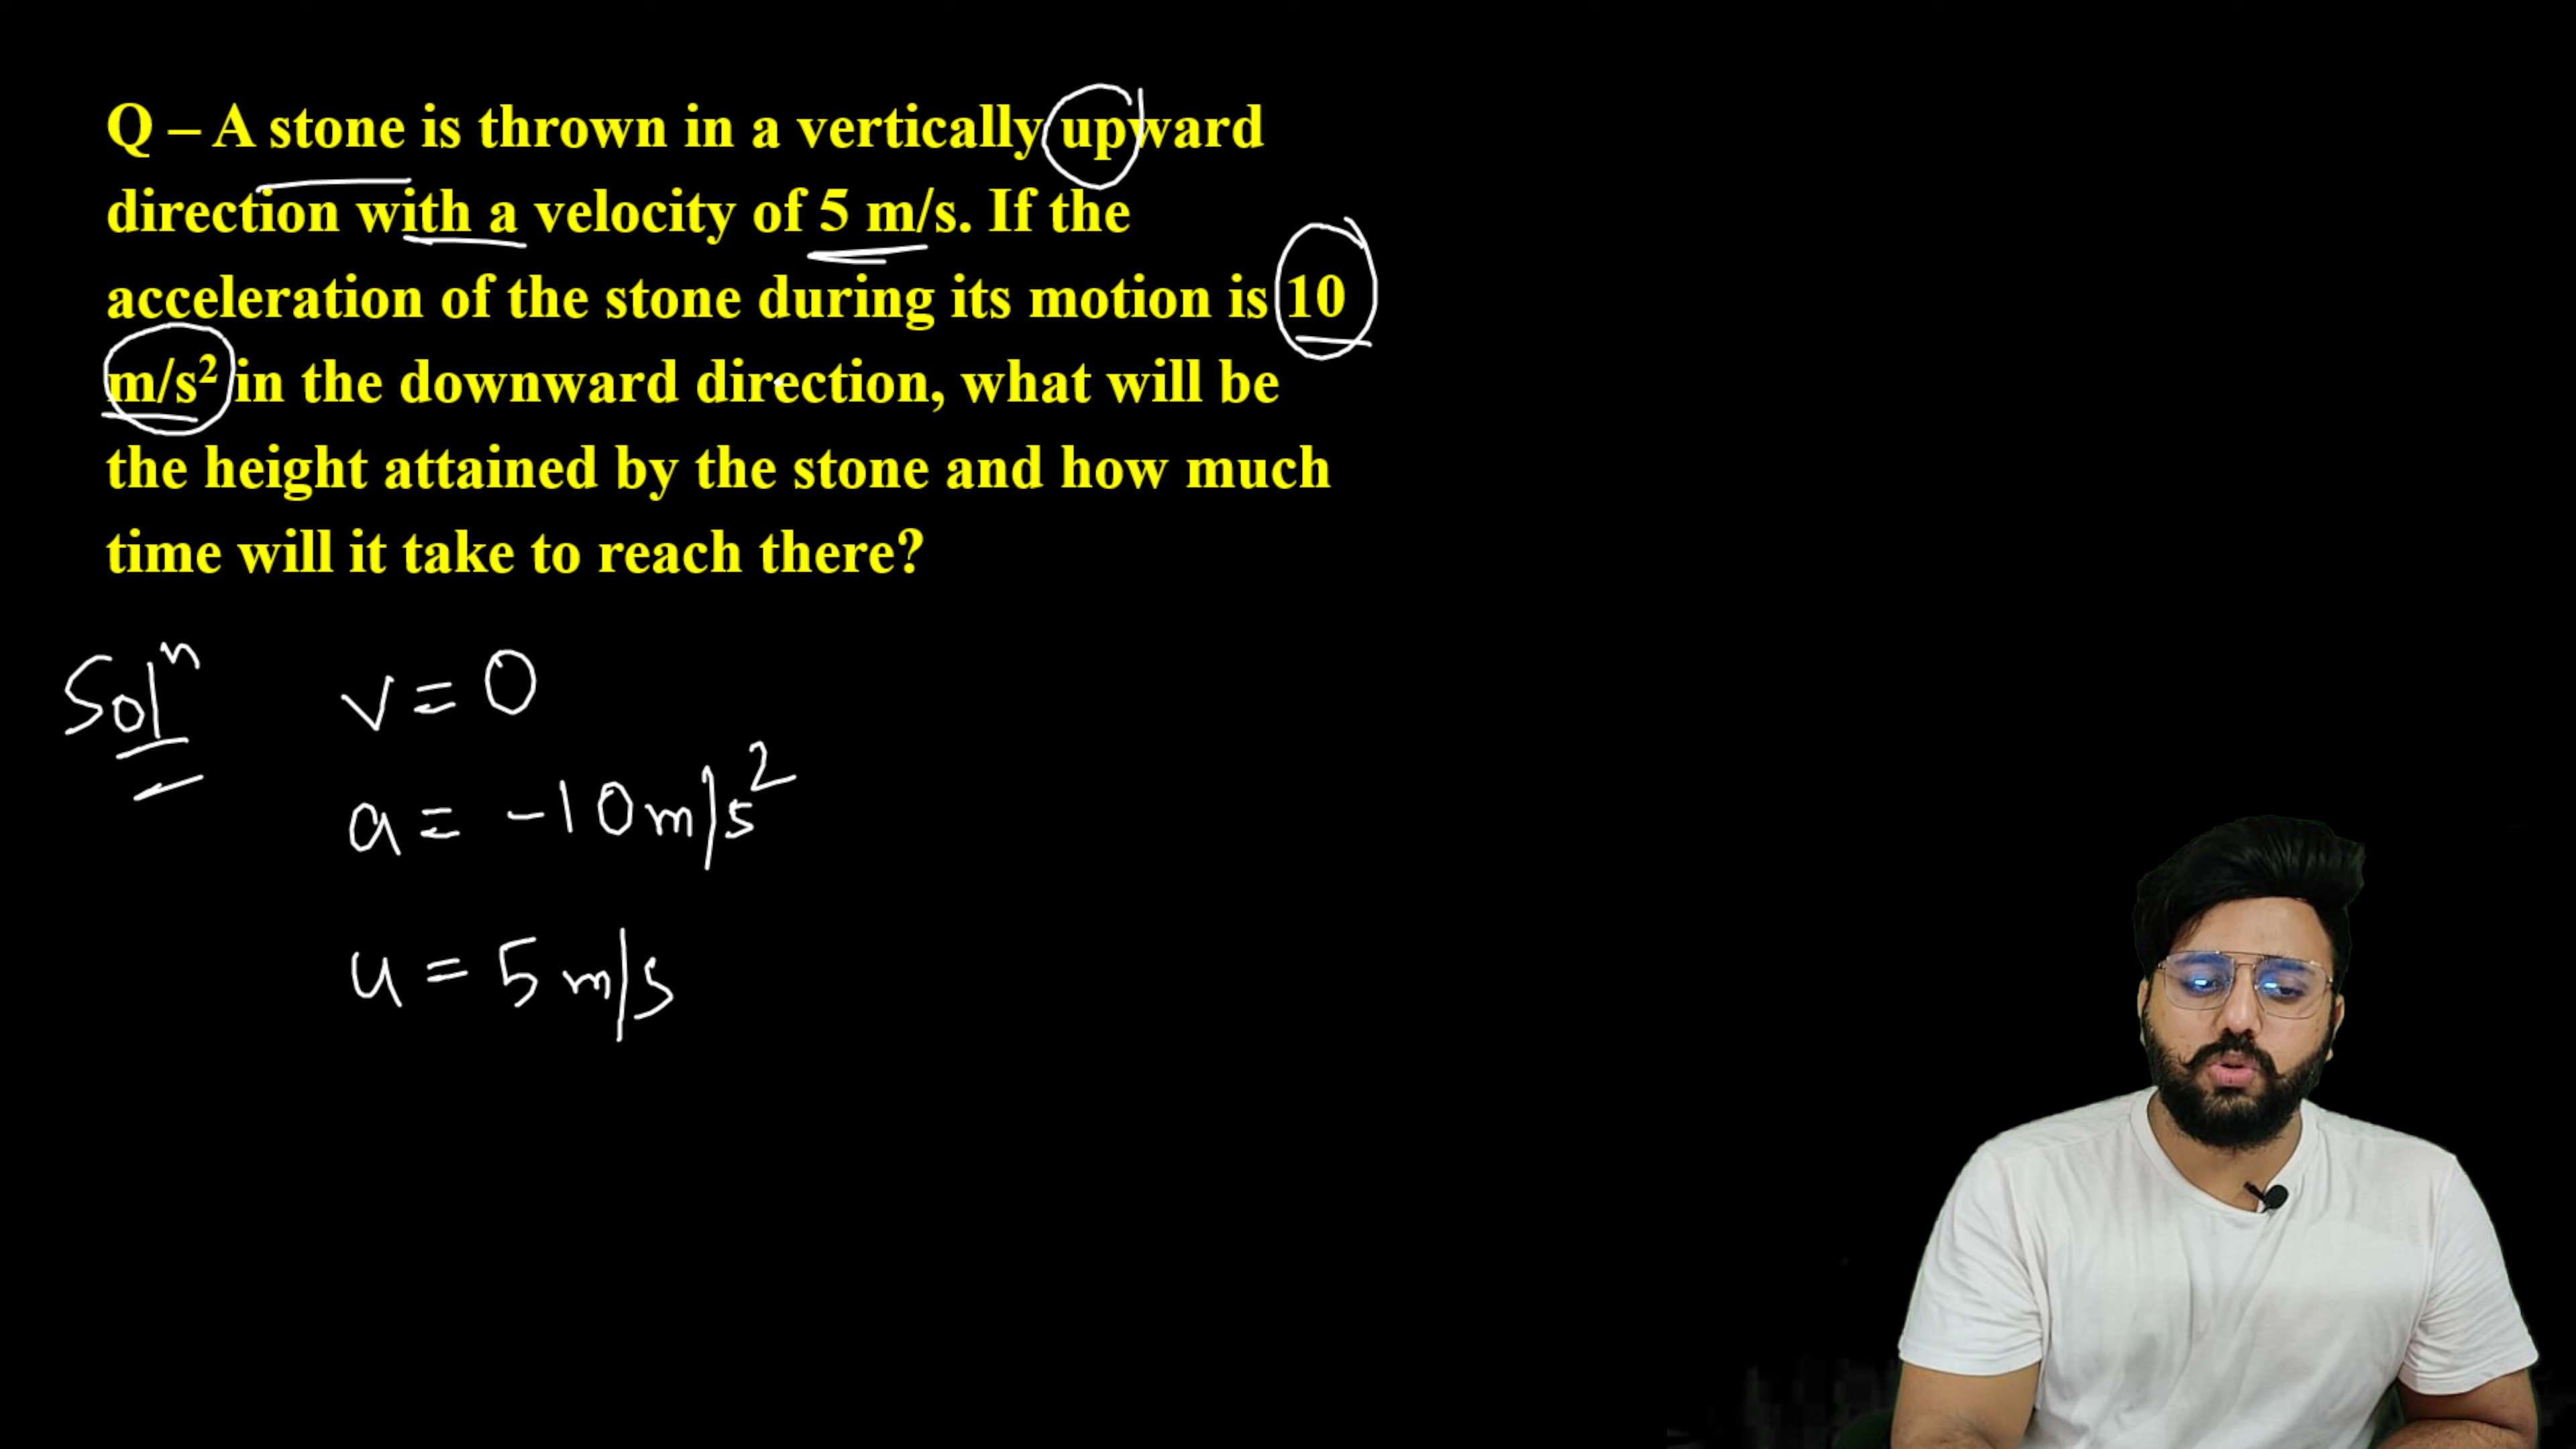 Q – A stone is thrown in a vertically upward
direction with a velocity of 5 m/s. If the
acceleration of the stone during its motion is 10
m/s² in the downward direction, what will be
the height attained by the stone and how much
time will it take to reach there?
Solⁿ v = 0
a = -10m/s²
u = 5 m/s